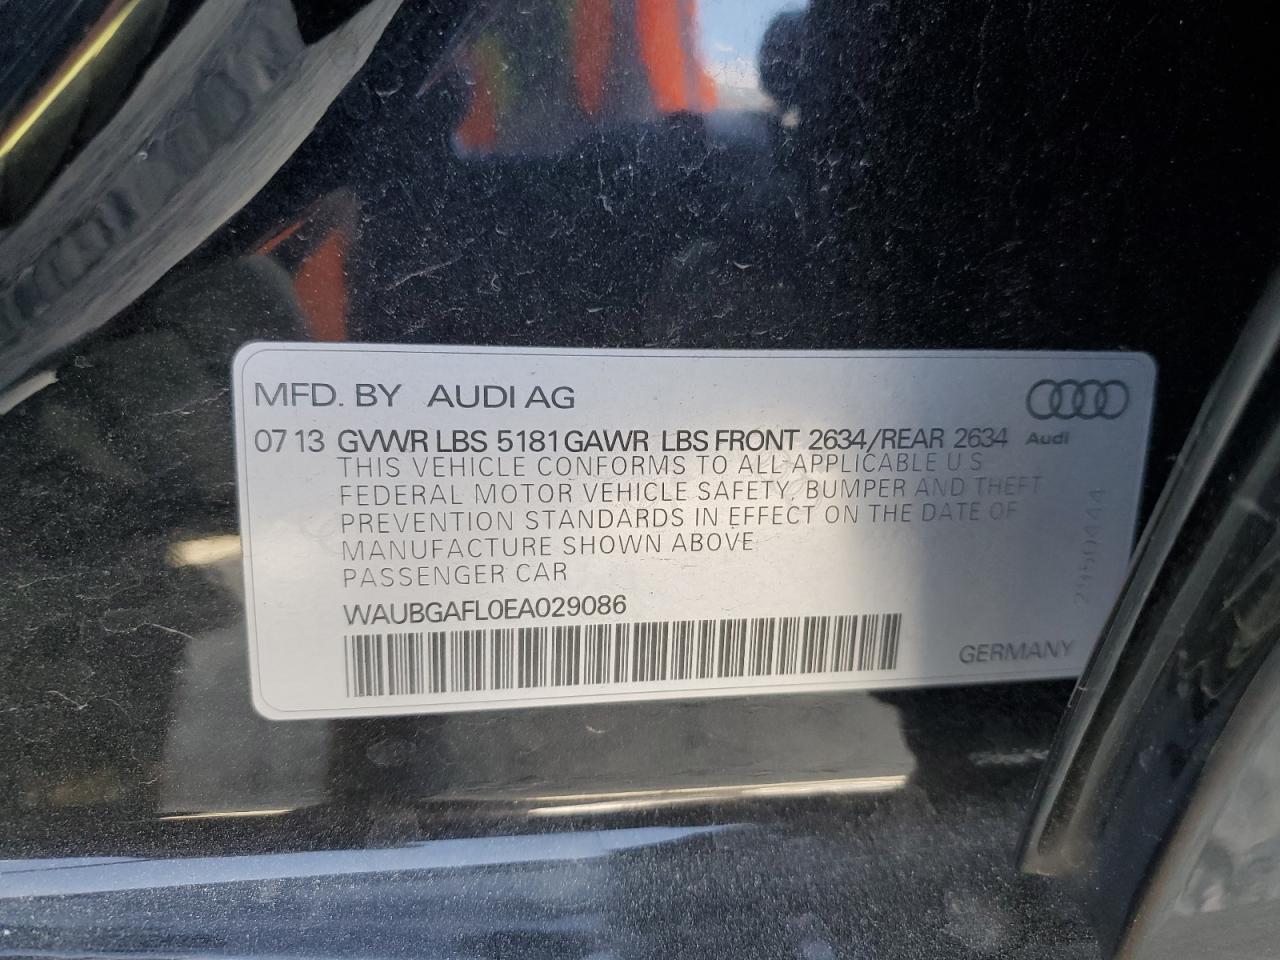 MFD. BY AUDI AG
07 13 GVWR LBS 5181 GAWR LBS FRONT 2634/REAR 2634 Audi
THIS VEHICLE CONFORMS TO ALL APPLICABLE U S
FEDERAL MOTOR VEHICLE SAFETY, BUMPER AND THEFT
PREVENTION STANDARDS IN EFFECT ON THE DATE OF
MANUFACTURE SHOWN ABOVE
PASSENGER CAR
WAUBGAFL0EA029086
GERMANY